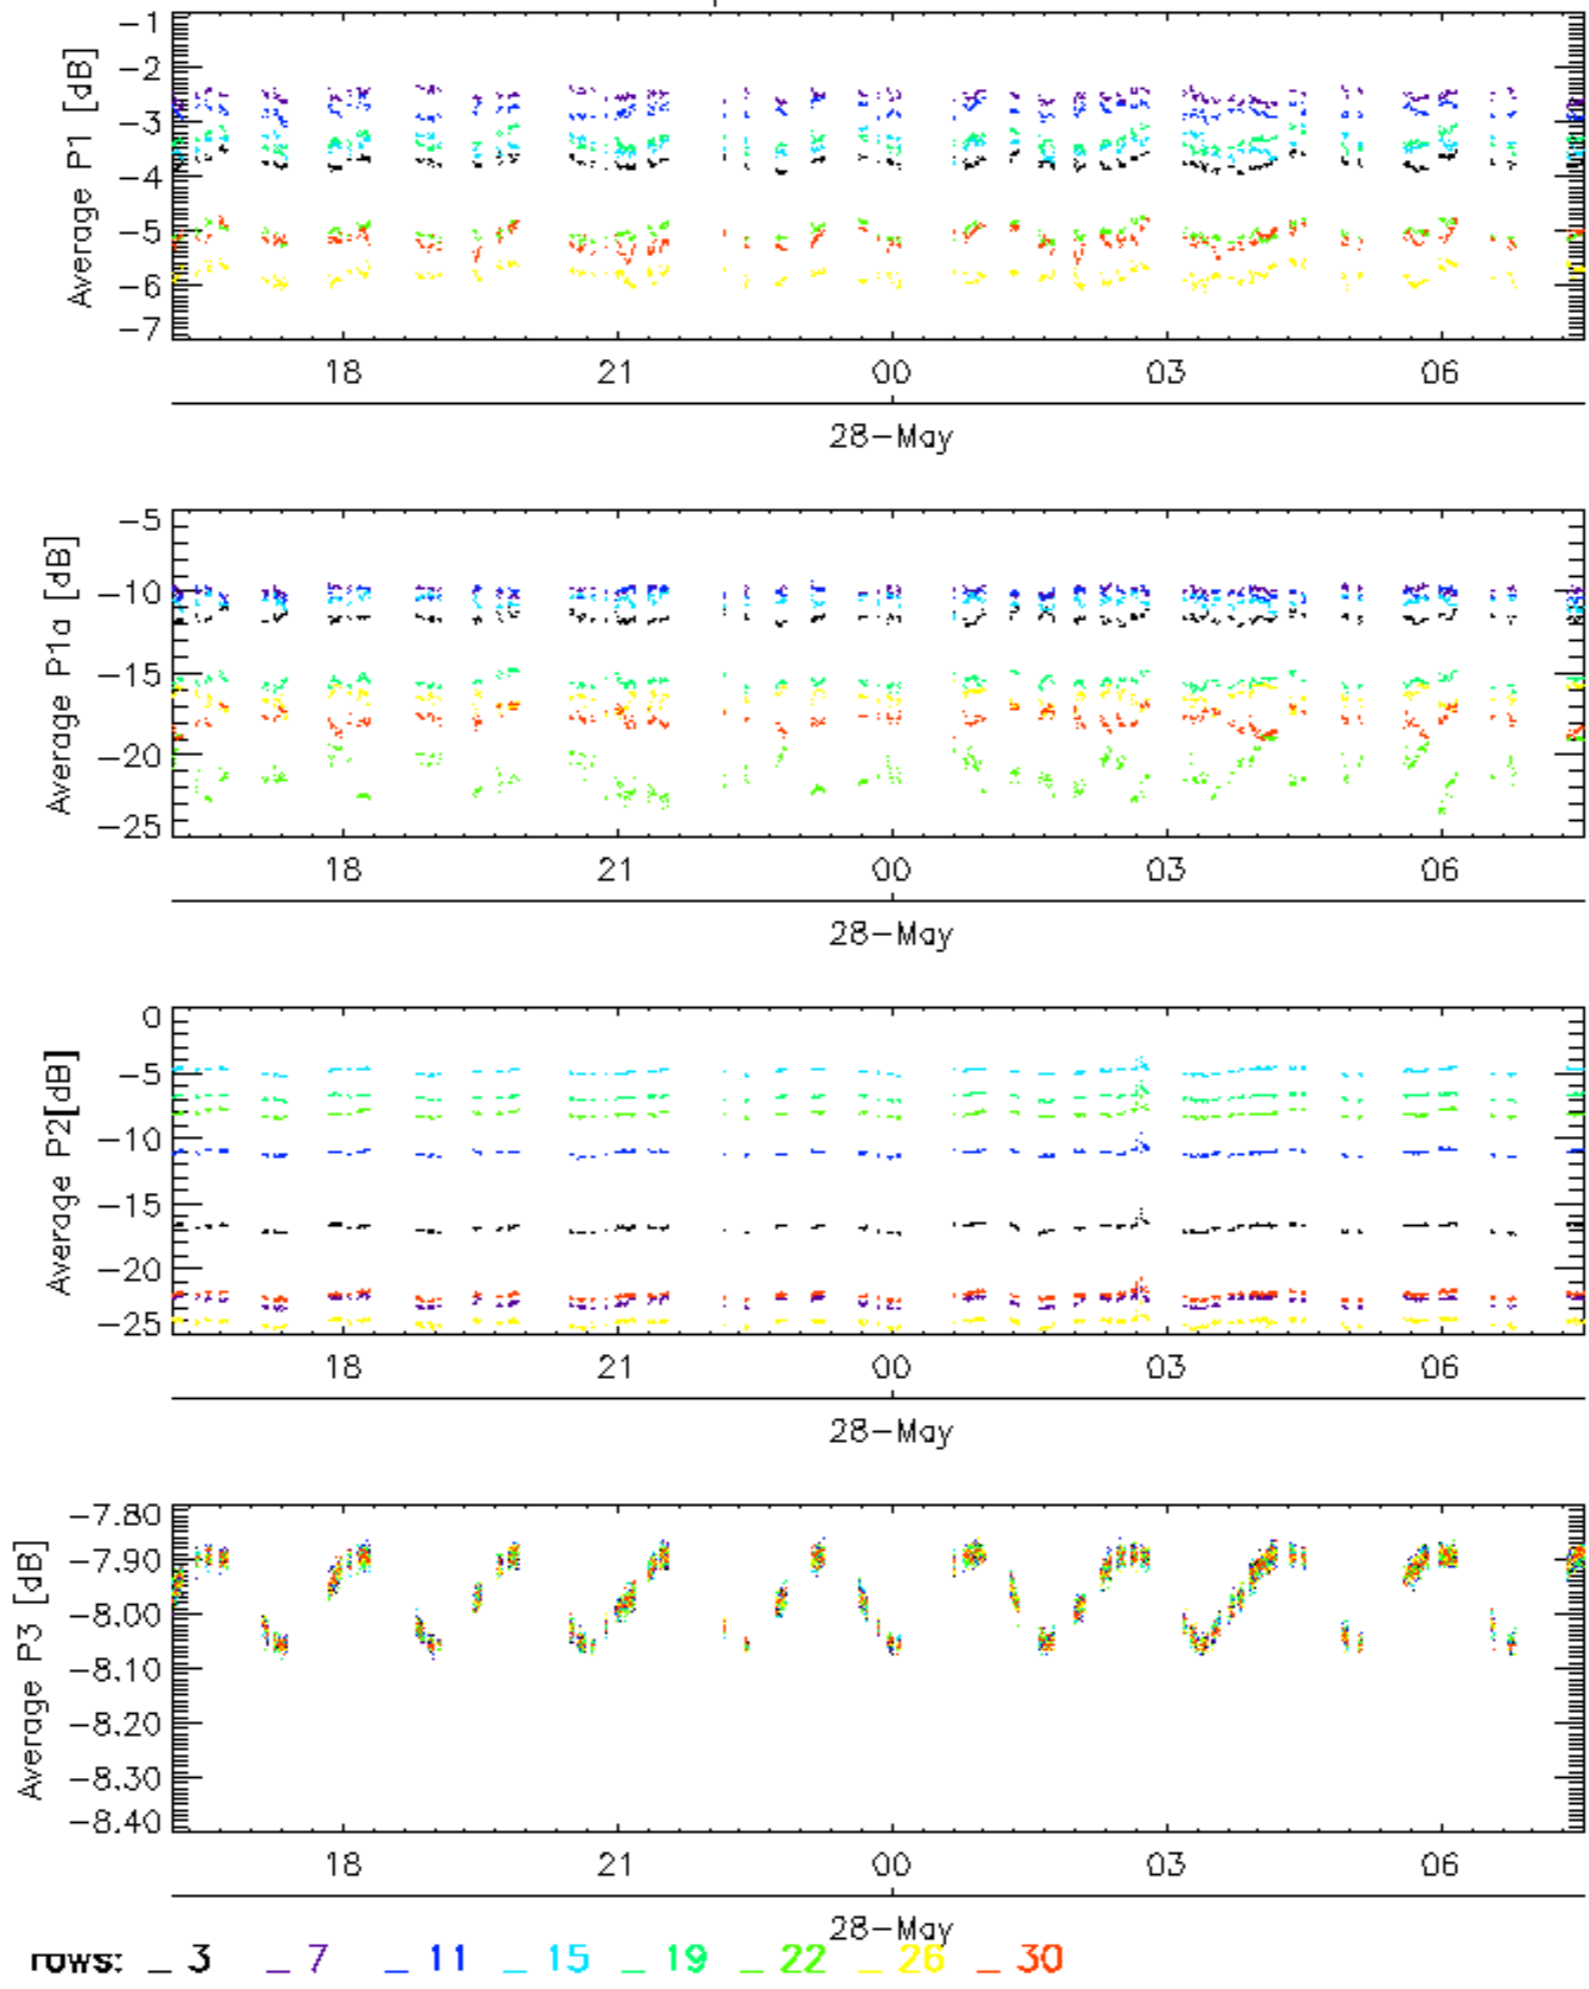 Average P1 [dB]
-1
-2
-3
-4
-5
-6
-7
18 21 00 03 06
28-May
Average P1a [dB]
-5
-10
-15
-20
-25
18 21 00 03 06
28-May
Average P2[dB]
0
-5
-10
-15
-20
-25
18 21 00 03 06
28-May
Average P3 [dB]
-7.80
-7.90
-8.00
-8.10
-8.20
-8.30
-8.40
18 21 00 03 06
28-May
rows: _ 3 _ 7 _ 11 _ 15 _ 19 _ 22 _ 26 _ 30